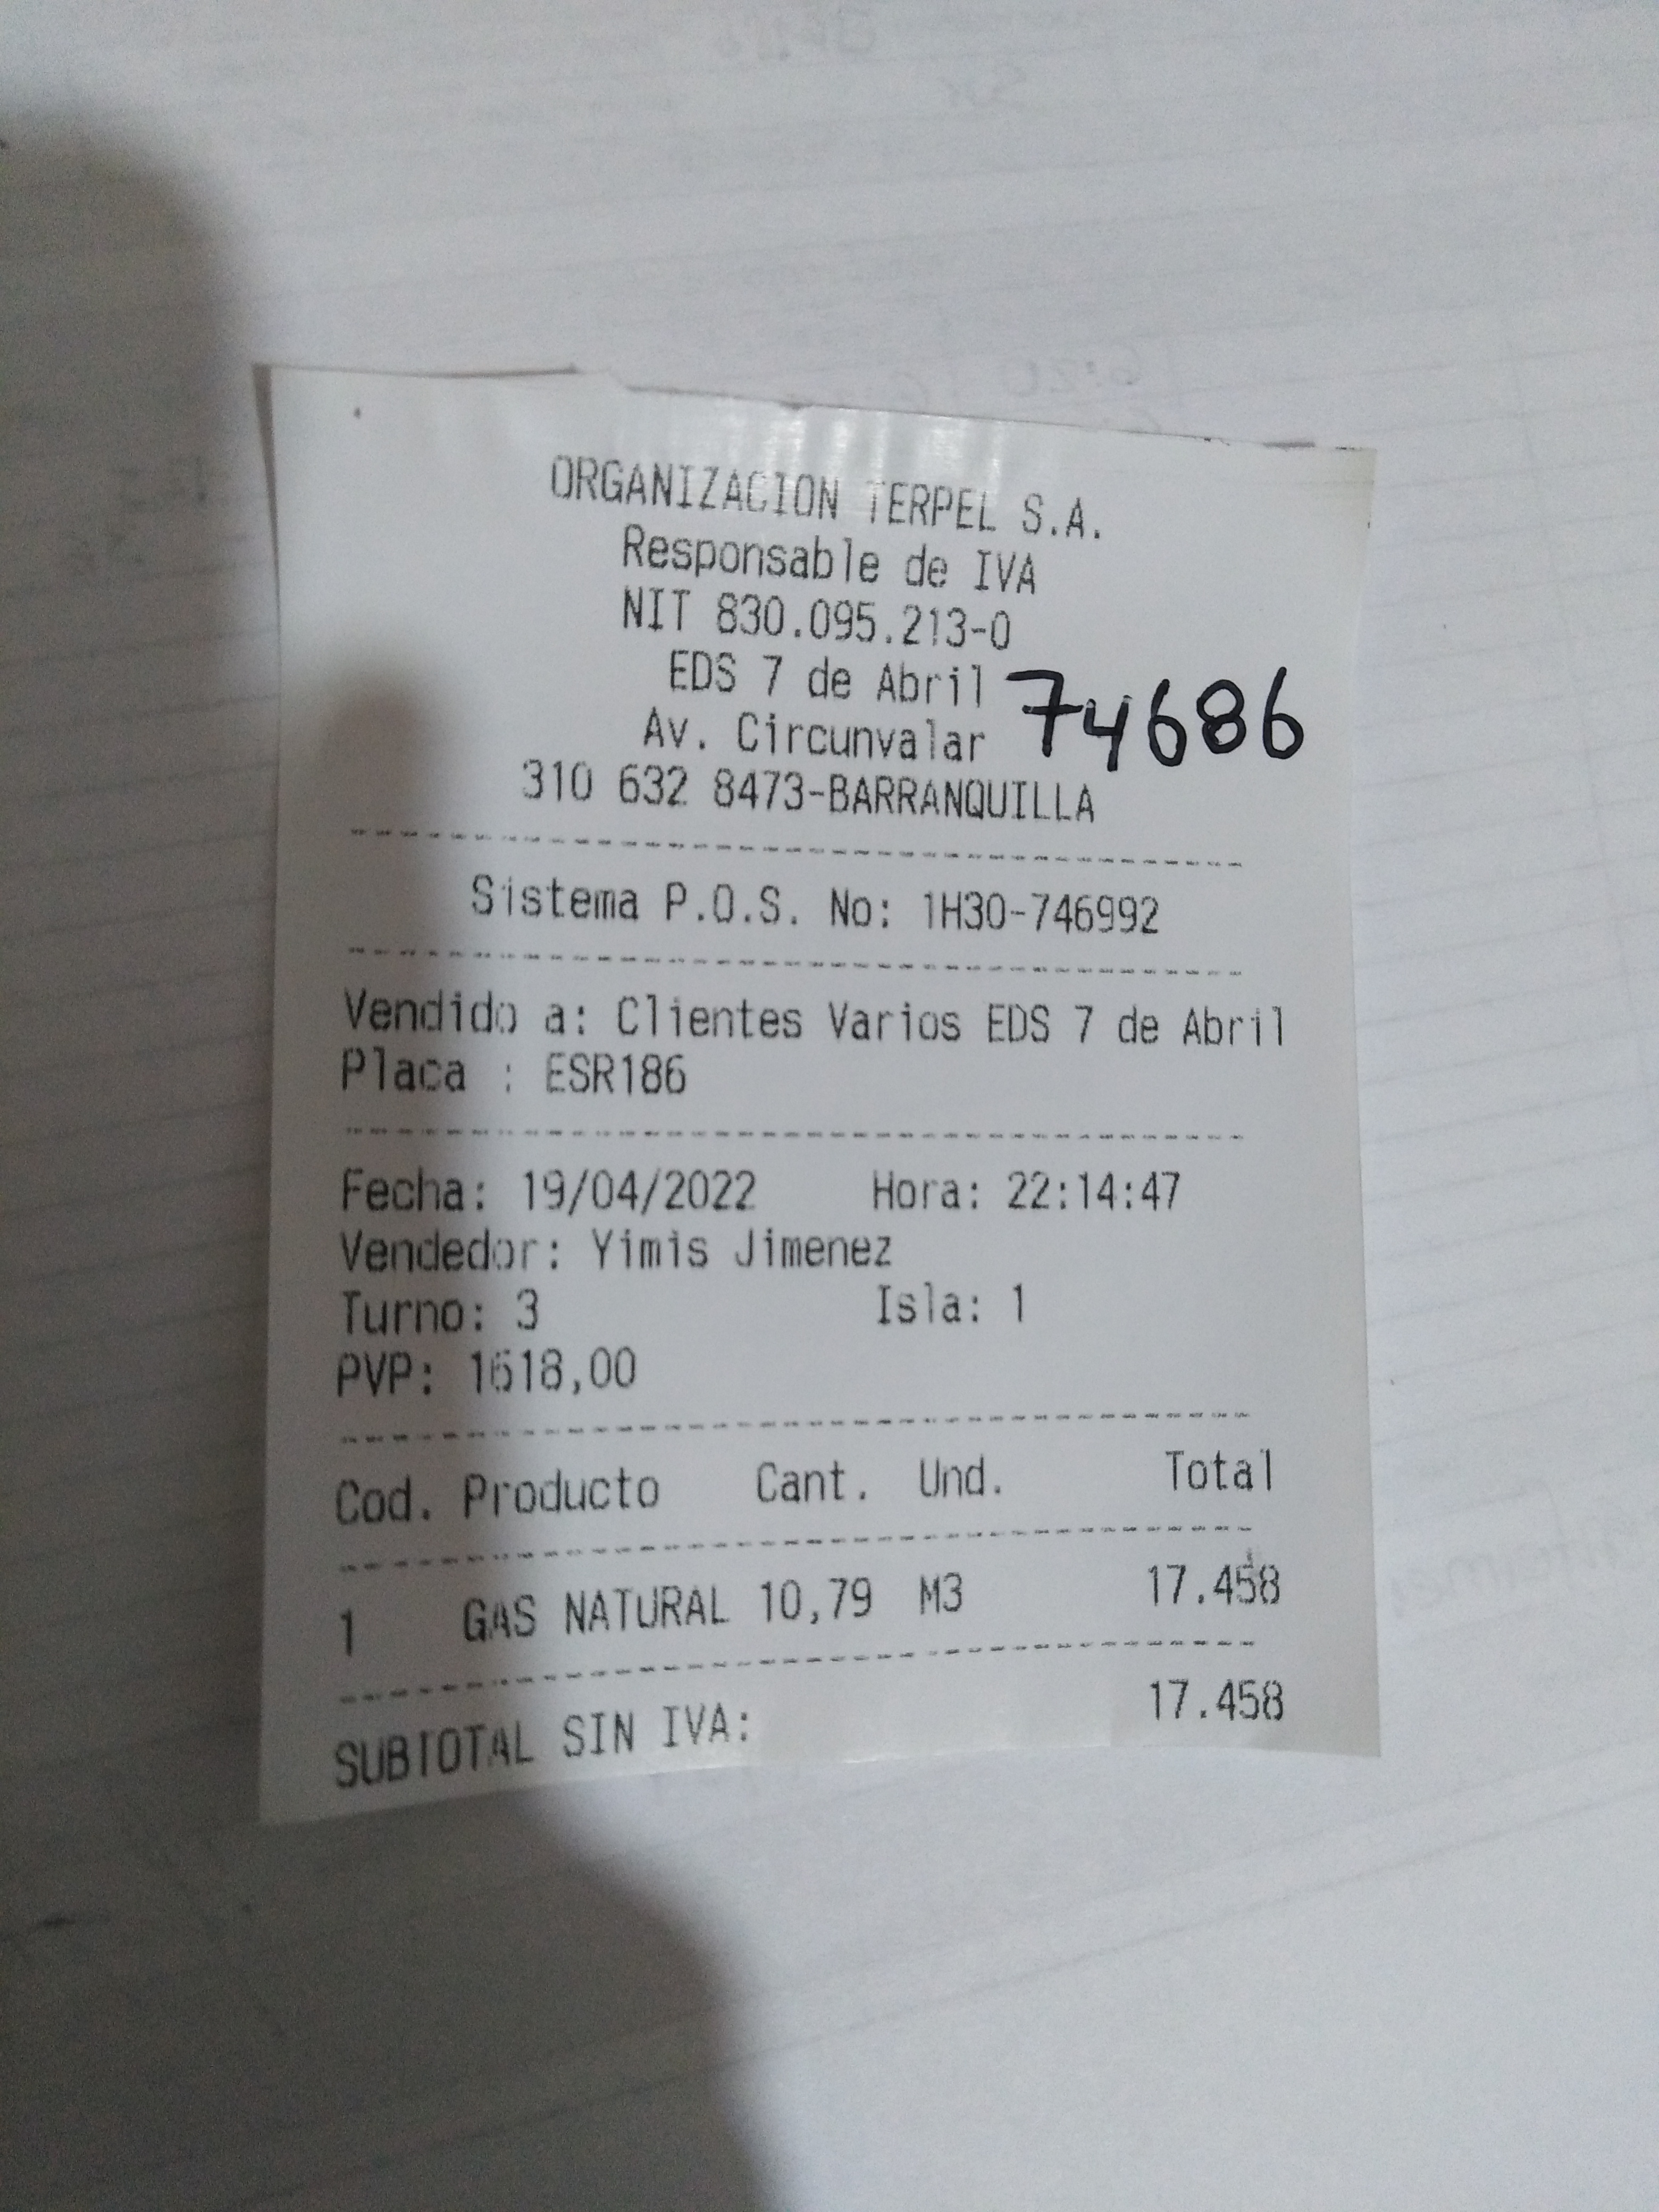 ORGANIZACION TERPEL S.A.
Responsable de IVA
NIT 830.095.213-0
EDS 7 de Abril
74686
Av. Circunvalar
310 632 8473-BARRANQUILLA
Sistema P.O.S. No: 1H30-746992
Vendido a: Clientes Varios EDS 7 de Abril
Placa : ESR186
Fecha: 19/04/2022 Hora: 22:14:47
Vendedor: Yimis Jimenez
Turno: 3 Isla: 1
PVP: 1618,00
Cod. Producto Cant. Und. Total
1 GAS NATURAL 10,79 M3 17.458
SUBTOTAL SIN IVA: 17.458